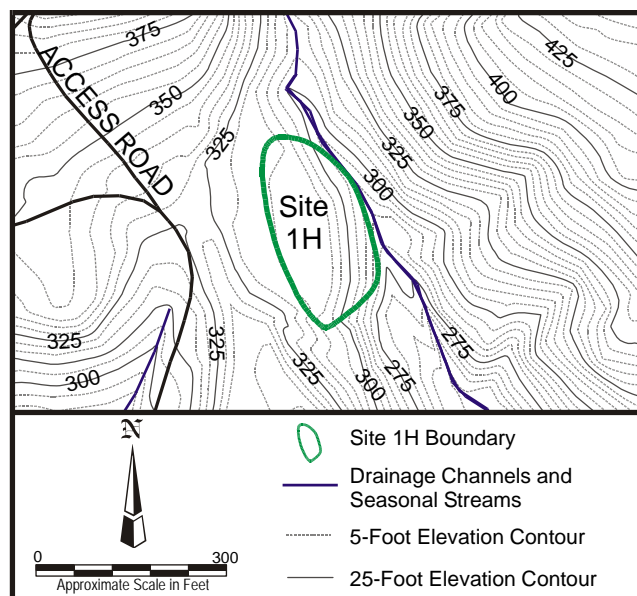 375
425
400
ACCESS ROAD
350
375
325
350
325
300
Site
1H
325
325
300
325
300
275
275
N
Site 1H Boundary
Drainage Channels and
Seasonal Streams
0 300
5-Foot Elevation Contour
Approximate Scale in Feet
25-Foot Elevation Contour